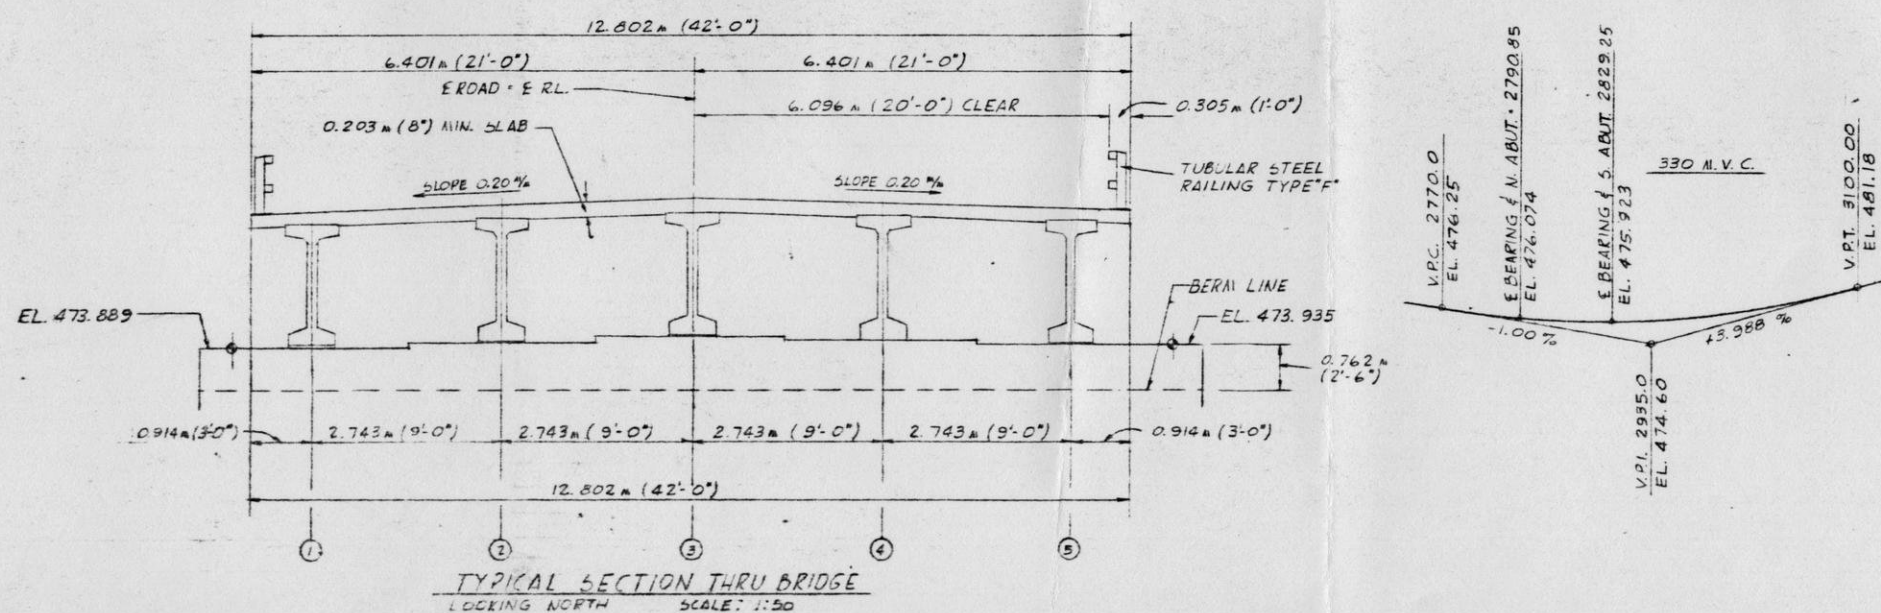 12.802 m (42'-0")
6.401 m (21'-0")
6.401 m (21'-0")
℄ ROAD = ℄ RL.
6.096 m (20'-0") CLEAR
0.305 m (1'-0")
0.203 m (8") MIN. SLAB
TUBULAR STEEL
RAILING TYPE "F"
SLOPE 0.20 %
SLOPE 0.20 %
BERM LINE
EL. 473.889
EL. 473.935
0.762 m
(2'-6")
0.914 m (3'-0")
2.743 m (9'-0")
2.743 m (9'-0")
2.743 m (9'-0")
2.743 m (9'-0")
0.914 m (3'-0")
12.802 m (42'-0")
1
2
3
4
5
TYPICAL SECTION THRU BRIDGE
LOOKING NORTH SCALE: 1:50
V.P.C. 2770.0
EL. 476.25
℄ BEARING ℄ N. ABUT. = 2790.85
EL. 476.074
℄ BEARING ℄ S. ABUT. 2829.25
EL. 475.923
330 M. V. C.
V.P.T. 3100.00
EL. 481.18
-1.00 %
+3.988 %
V.P.I. 2935.0
EL. 474.60